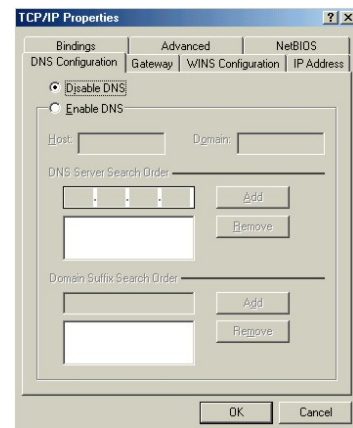 TCP/IP Properties ? x
Bindings Advanced NetBIOS
DNS Configuration Gateway WINS Configuration IP Address
Disable DNS
Enable DNS
Host: Domain:
DNS Server Search Order
Add
Remove
Domain Suffix Search Order
Add
Remove
OK Cancel